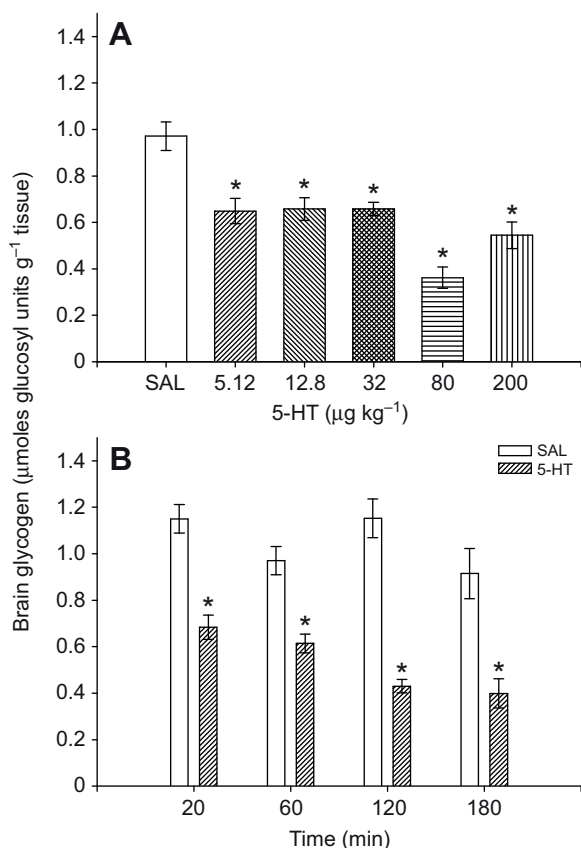 Brain glycogen (μmoles glucosyl units g⁻¹ tissue)
A
1.4
1.2
1.0
0.8
0.6
0.4
0.2
0
*
*
*
*
*
SAL 5.12 12.8 32 80 200
5-HT (μg kg⁻¹)
B
SAL
5-HT
1.4
1.2
1.0
0.8
0.6
0.4
0.2
0
*
*
*
*
20 60 120 180
Time (min)